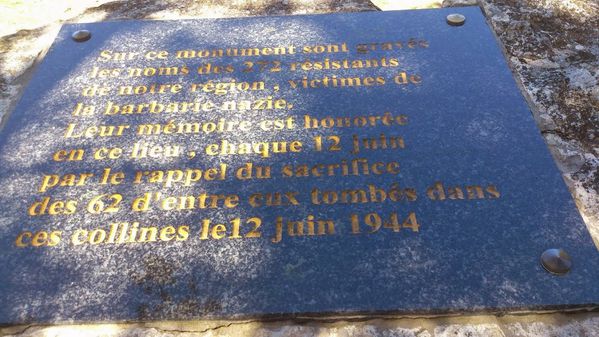 Sur ce monument sont gravés
les noms des 272 résistants
de notre région , victimes de
la barbarie nazie.
Leur mémoire est honorée
en ce lieu , chaque 12 juin
par le rappel du sacrifice
des 62 d'entre eux tombés dans
ces collines le12 juin 1944